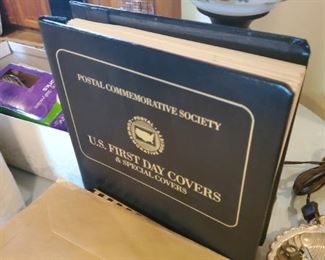 POSTAL COMMEMORATIVE SOCIETY
U.S. FIRST DAY COVERS
& SPECIAL COVERS